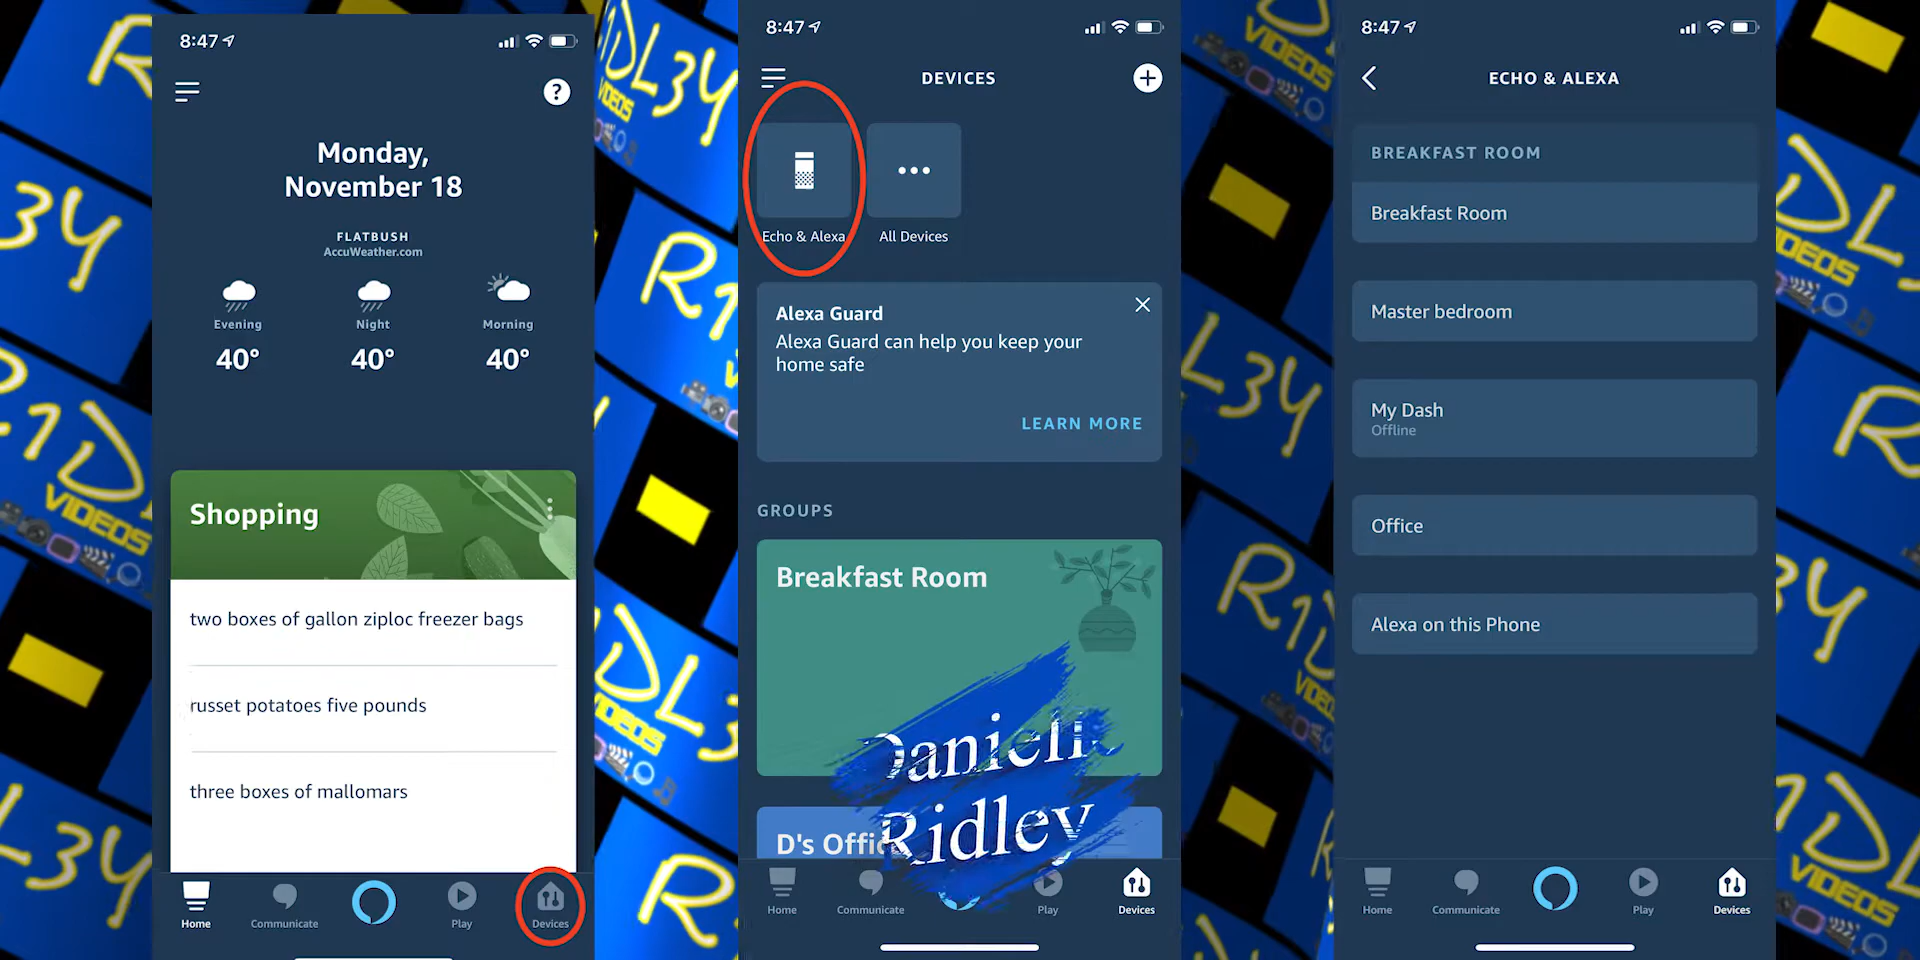 8:47
?
Monday,
November 18
FLATBUSH
AccuWeather.com
Evening
Night
Morning
40°
40°
40°
Shopping
two boxes of gallon ziploc freezer bags
russet potatoes five pounds
three boxes of mallomars
Home
Communicate
Play
Devices
8:47
DEVICES
Echo & Alexa
All Devices
Alexa Guard
Alexa Guard can help you keep your
home safe
LEARN MORE
GROUPS
Breakfast Room
Danielle
Ridley
D's Offic
Home
Communicate
Play
Devices
8:47
ECHO & ALEXA
BREAKFAST ROOM
Breakfast Room
Master bedroom
My Dash
Offline
Office
Alexa on this Phone
Home
Communicate
Play
Devices
R1DL3Y
VIDEOS